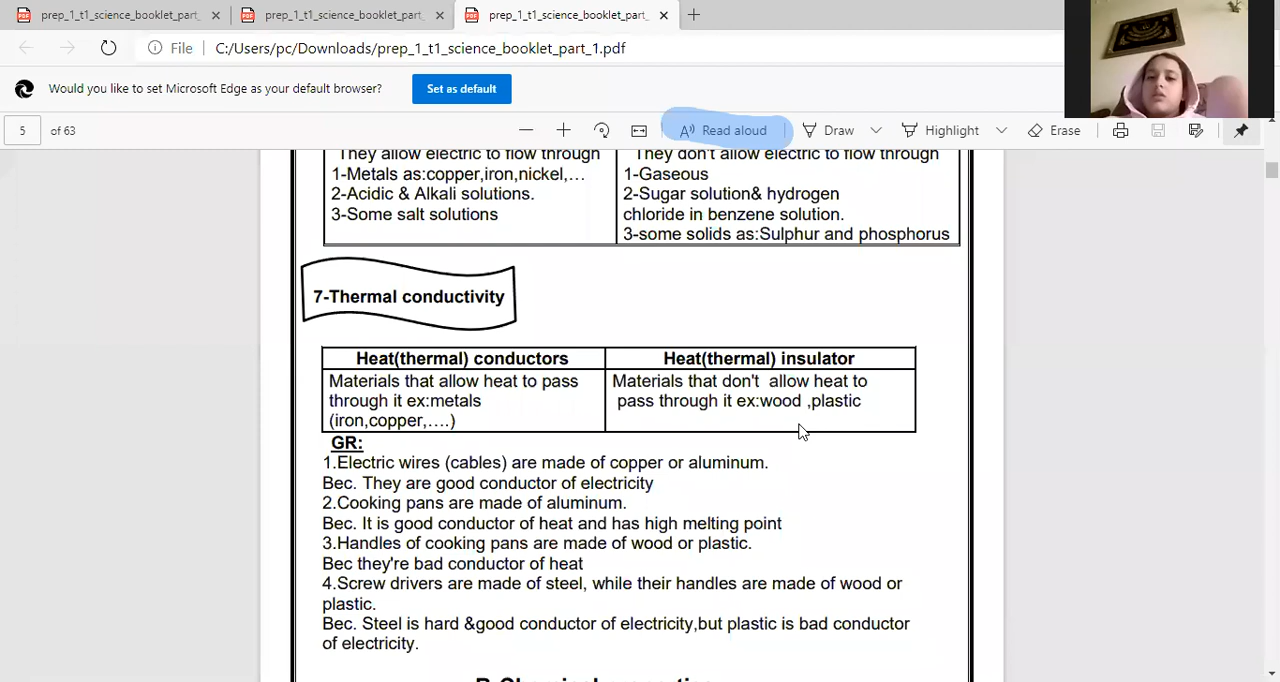 prep_1_t1_science_booklet_part_
prep_1_t1_science_booklet_part_
prep_1_t1_science_booklet_part_
File
C:/Users/pc/Downloads/prep_1_t1_science_booklet_part_1.pdf
Would you like to set Microsoft Edge as your default browser?
Set as default
5 of 63
Read aloud
Draw
Highlight
Erase
They allow electric to flow through
1-Metals as:copper,iron,nickel,…
2-Acidic & Alkali solutions.
3-Some salt solutions
They don't allow electric to flow through
1-Gaseous
2-Sugar solution& hydrogen
chloride in benzene solution.
3-some solids as:Sulphur and phosphorus
7-Thermal conductivity
Heat(thermal) conductors
Heat(thermal) insulator
Materials that allow heat to pass
through it ex:metals
(iron,copper,….)
Materials that don't allow heat to
pass through it ex:wood ,plastic
GR:
1.Electric wires (cables) are made of copper or aluminum.
Bec. They are good conductor of electricity
2.Cooking pans are made of aluminum.
Bec. It is good conductor of heat and has high melting point
3.Handles of cooking pans are made of wood or plastic.
Bec they're bad conductor of heat
4.Screw drivers are made of steel, while their handles are made of wood or
plastic.
Bec. Steel is hard &good conductor of electricity,but plastic is bad conductor
of electricity.